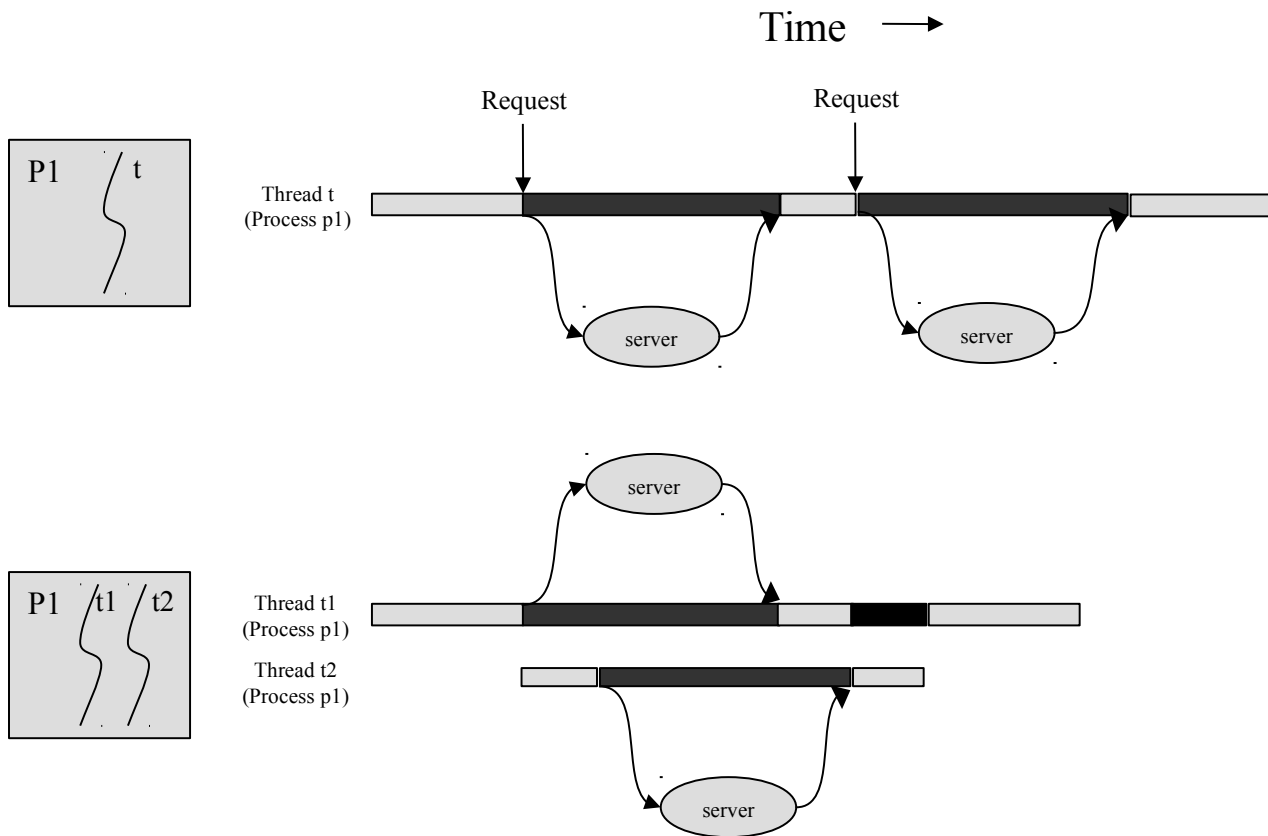 Time
Request
Request
P1 t
Thread t
(Process p1)
server
server
server
P1 t1 t2
Thread t1
(Process p1)
Thread t2
(Process p1)
server